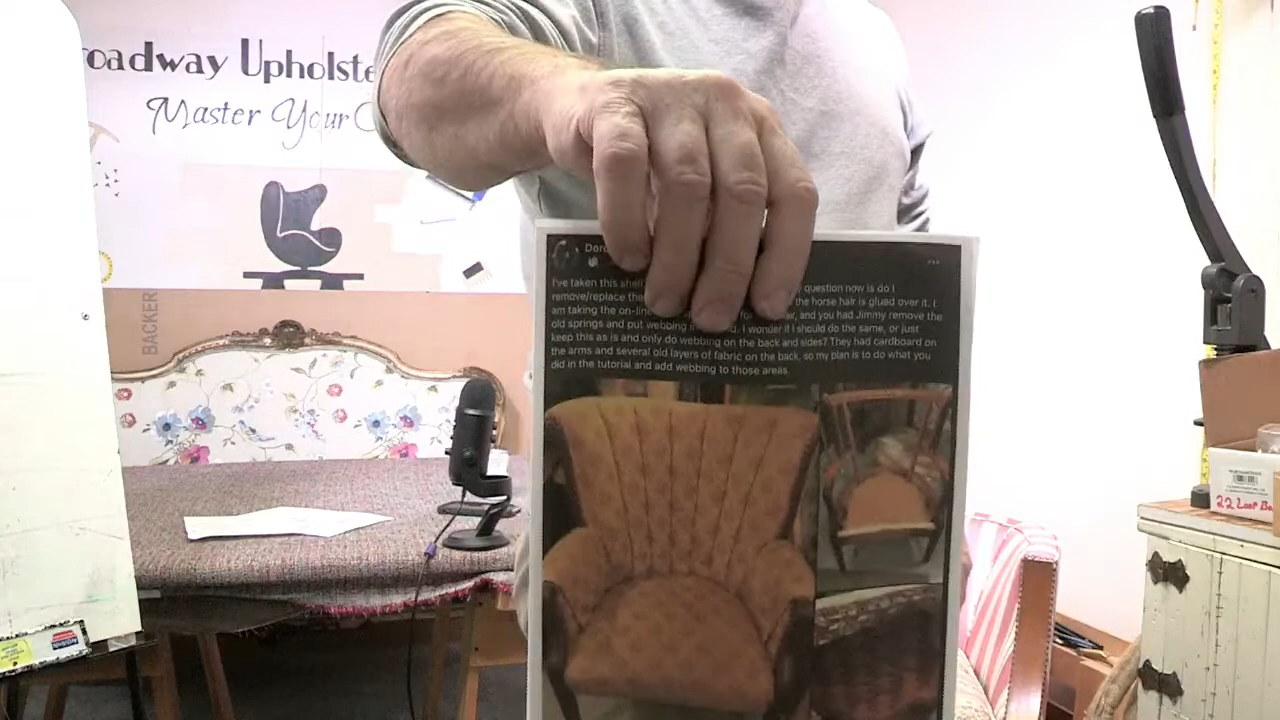 oadway Upholste
Master Your C
BACKER
Doro
I've taken this shell question now is do I
remove/replace the the horse hair is glued over it. I
am taking the on-line for and you had Jimmy remove the
old springs and put webbing I wonder if I should do the same, or just
keep this as is and only do webbing on the back and sides? They had cardboard on
the arms and several old layers of fabric on the back, so my plan is to do what you
did in the tutorial and add webbing to those areas.
22 Loop